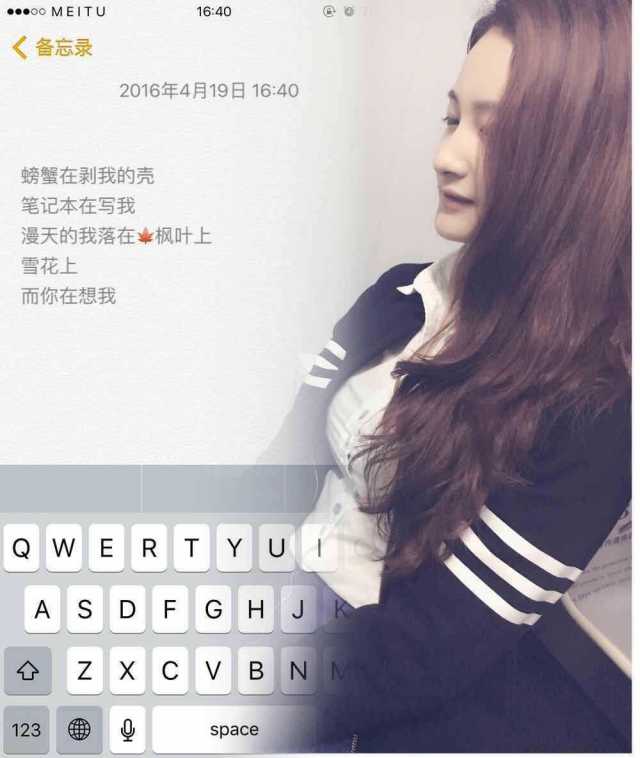 MEITU 16:40
备忘录
2016年4月19日 16:40
螃蟹在剥我的壳
笔记本在写我
漫天的我落在🍁枫叶上
雪花上
而你在想我
Q W E R T Y U I
A S D F G H J K
Z X C V B N M
123 space